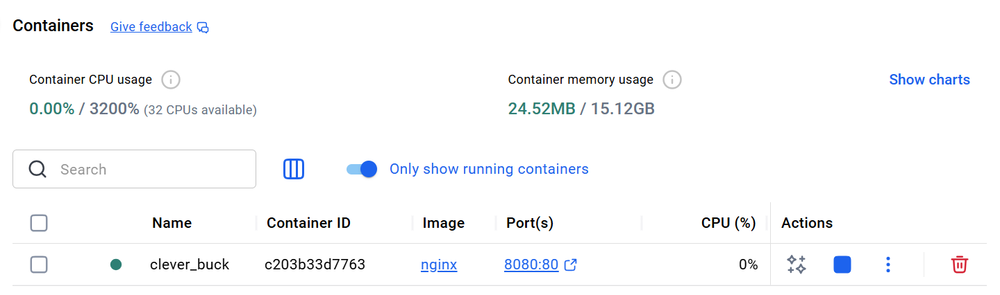 Containers Give feedback
Container CPU usage
0.00% / 3200% (32 CPUs available)
Container memory usage
24.52MB / 15.12GB
Show charts
Search
Only show running containers
Name Container ID Image Port(s) CPU (%) Actions
clever_buck c203b33d7763 nginx 8080:80 0%